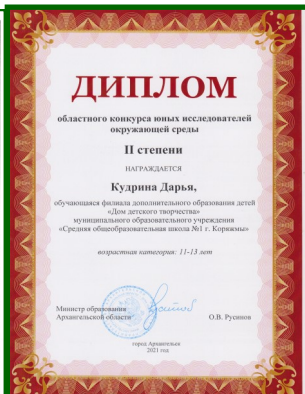 ДИПЛОМ
областного конкурса юных исследователей
окружающей среды
II степени
НАГРАЖДАЕТСЯ
Кудрина Дарья,
обучающаяся филиала дополнительного образования детей
«Дом детского творчества»
муниципального образовательного учреждения
«Средняя общеобразовательная школа №1 г. Коряжмы»
возрастная категория: 11-13 лет
Министр образования
Архангельской области
О.В. Русинов
город Архангельск
2021 год